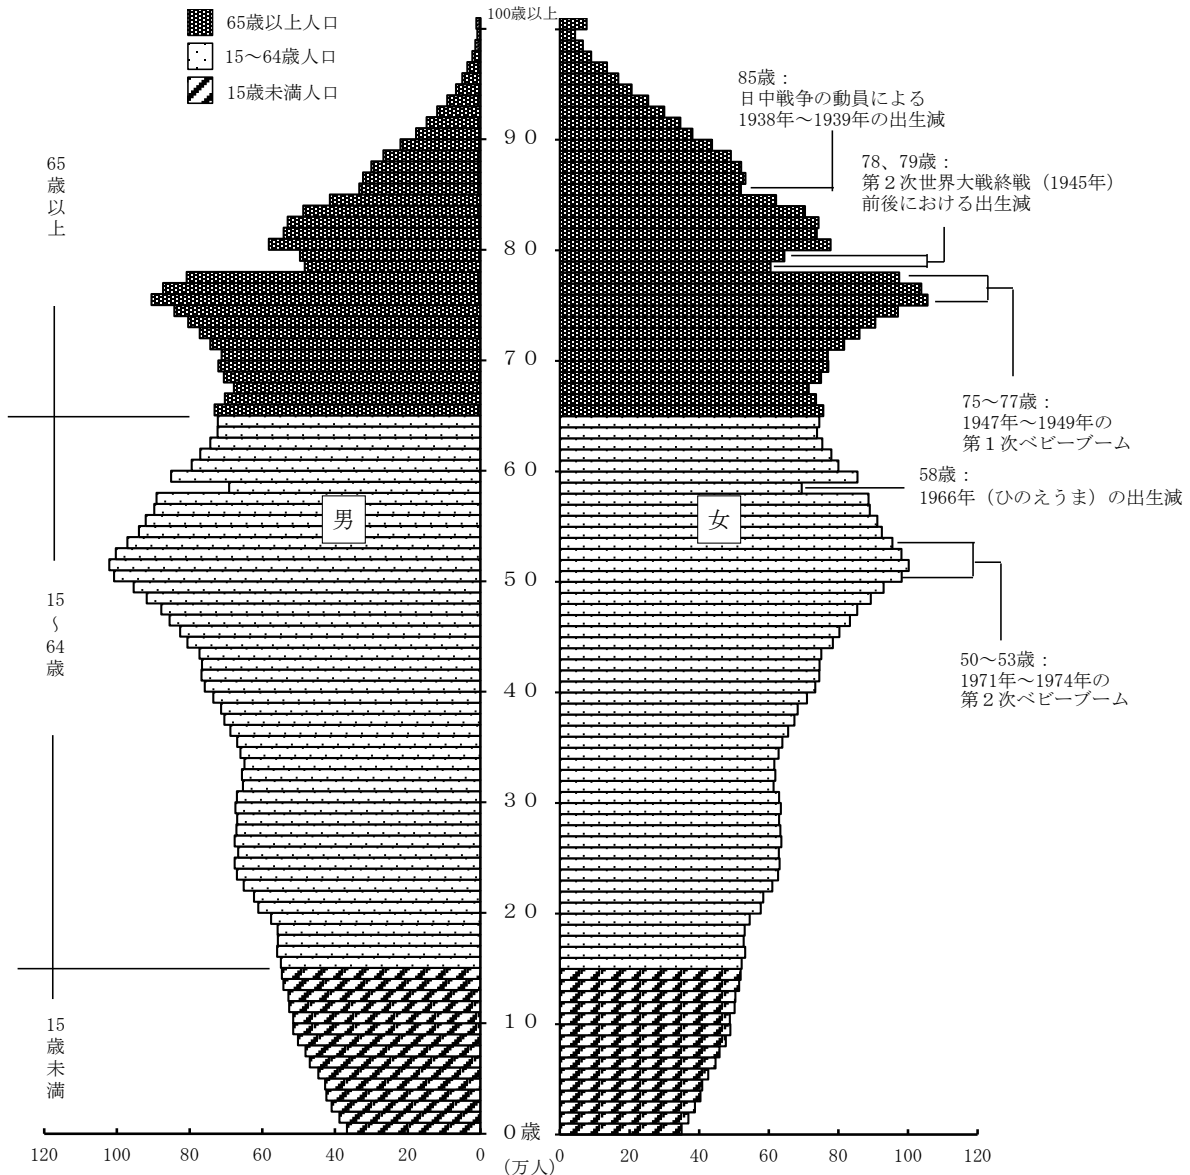 65歳以上人口
15～64歳人口
15歳未満人口
100歳以上
９０
８０
７０
６０
５０
４０
３０
２０
１０
０歳
65
歳
以
上
15
～
64
歳
15
歳
未
満
男
女
85歳：
日中戦争の動員による
1938年～1939年の出生減
78、79歳：
第２次世界大戦終戦（1945年）
前後における出生減
75～77歳：
1947年～1949年の
第１次ベビーブーム
58歳：
1966年（ひのえうま）の出生減
50～53歳：
1971年～1974年の
第２次ベビーブーム
120 100 80 60 40 20 0
(万人)
0 20 40 60 80 100 120